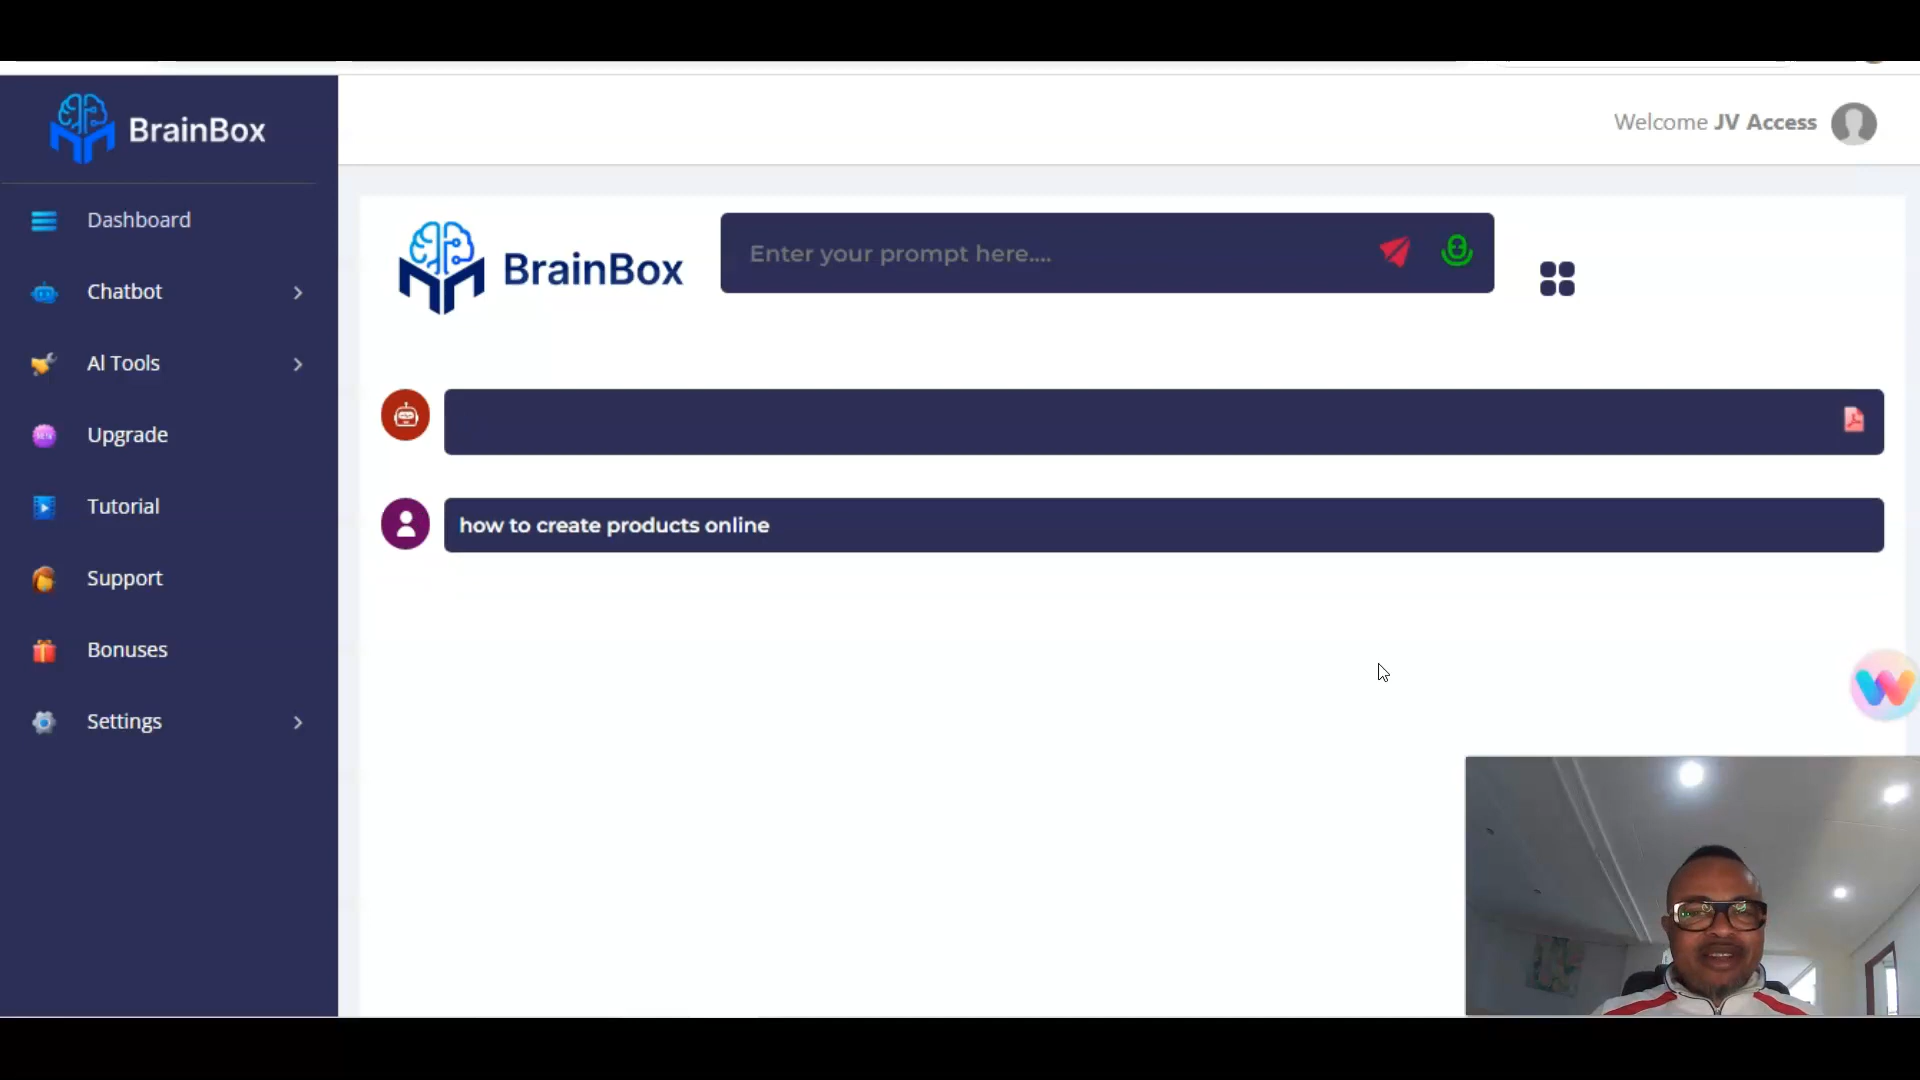 BrainBox
Welcome JV Access
Dashboard
Chatbot
AI Tools
Upgrade
Tutorial
Support
Bonuses
Settings
BrainBox
Enter your prompt here....
how to create products online